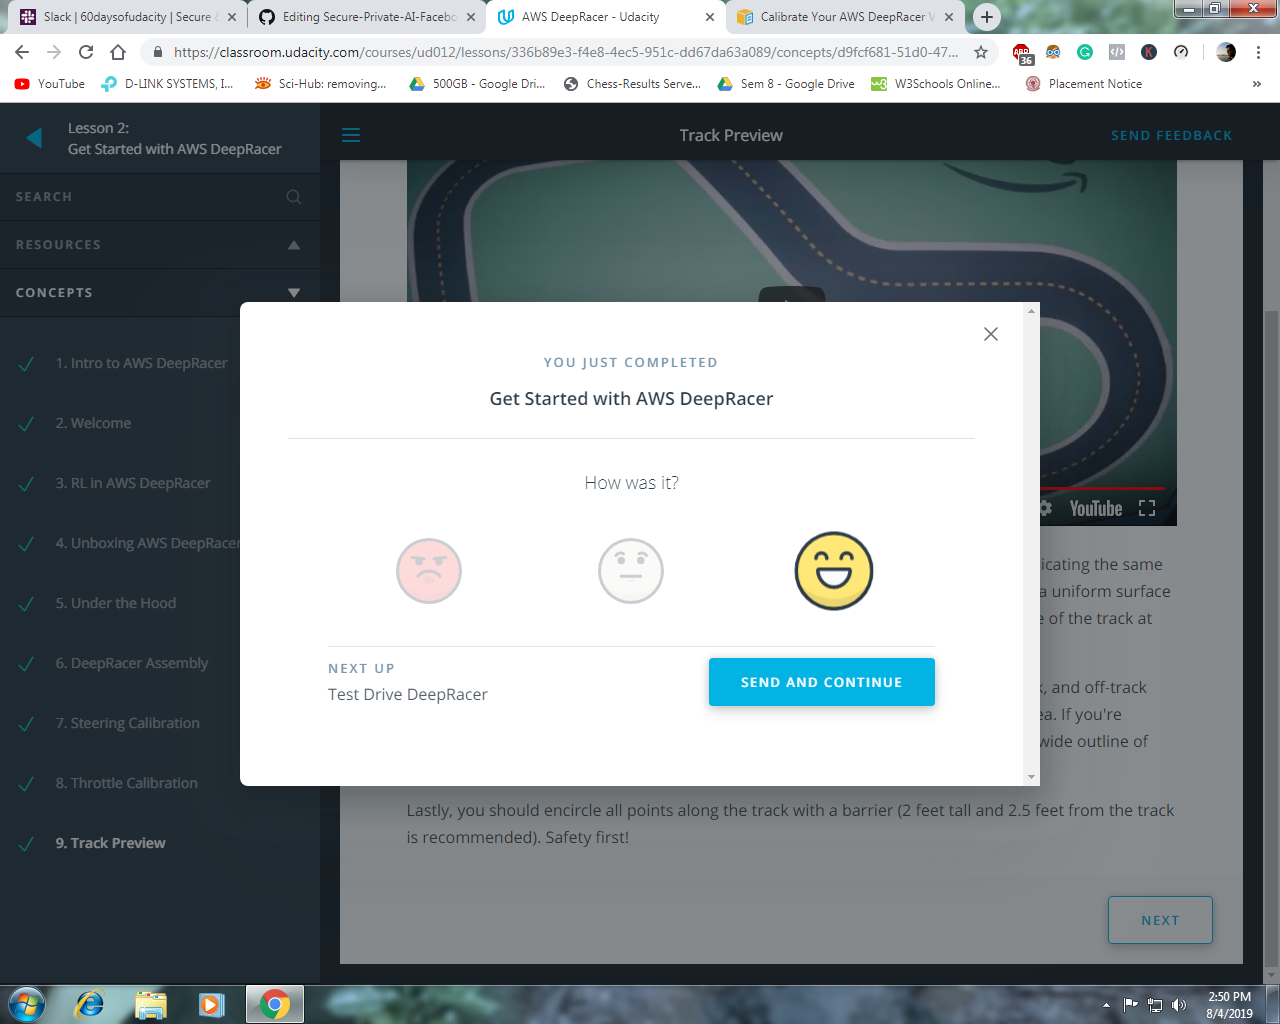 Slack | 60daysofudacity | Secure &
Editing Secure-Private-AI-Facebo
AWS DeepRacer - Udacity
Calibrate Your AWS DeepRacer V
https://classroom.udacity.com/courses/ud012/lessons/336b89e3-f4e8-4ec5-951c-dd67da63a089/concepts/d9fcf681-51d0-47...
36
YouTube
D-LINK SYSTEMS, I...
Sci-Hub: removing...
500GB - Google Dri...
Chess-Results Serve...
Sem 8 - Google Drive
W3Schools Online...
Placement Notice
»
Lesson 2:
Get Started with AWS DeepRacer
Track Preview
SEND FEEDBACK
SEARCH
RESOURCES
CONCEPTS
1. Intro to AWS DeepRacer
2. Welcome
3. RL in AWS DeepRacer
4. Unboxing AWS DeepRacer
5. Under the Hood
6. DeepRacer Assembly
7. Steering Calibration
8. Throttle Calibration
9. Track Preview
YOU JUST COMPLETED
Get Started with AWS DeepRacer
How was it?
NEXT UP
Test Drive DeepRacer
SEND AND CONTINUE
YouTube
icating the same
a uniform surface
e of the track at
, and off-track
ea. If you're
wide outline of
Lastly, you should encircle all points along the track with a barrier (2 feet tall and 2.5 feet from the track
is recommended). Safety first!
NEXT
2:50 PM
8/4/2019